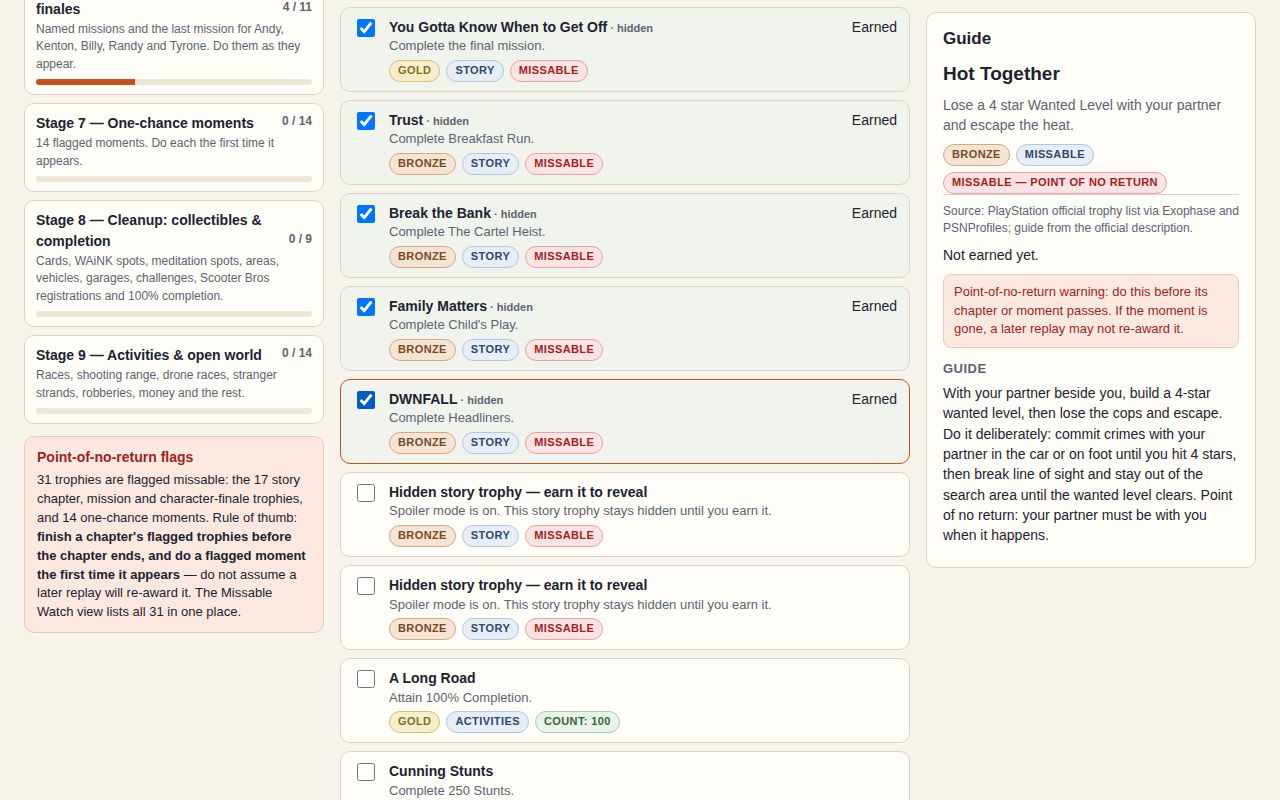 finales
4 / 11
Named missions and the last mission for Andy,
Kenton, Billy, Randy and Tyrone. Do them as they
appear.
Stage 7 — One-chance moments
0 / 14
14 flagged moments. Do each the first time it
appears.
Stage 8 — Cleanup: collectibles &
completion
0 / 9
Cards, WAiNK spots, meditation spots, areas,
vehicles, garages, challenges, Scooter Bros
registrations and 100% completion.
Stage 9 — Activities & open world
0 / 14
Races, shooting range, drone races, stranger
strands, robberies, money and the rest.
Point-of-no-return flags
31 trophies are flagged missable: the 17 story
chapter, mission and character-finale trophies,
and 14 one-chance moments. Rule of thumb:
finish a chapter's flagged trophies before
the chapter ends, and do a flagged moment
the first time it appears — do not assume a
later replay will re-award it. The Missable
Watch view lists all 31 in one place.
You Gotta Know When to Get Off · hidden
Earned
Complete the final mission.
GOLD STORY MISSABLE
Trust · hidden
Earned
Complete Breakfast Run.
BRONZE STORY MISSABLE
Break the Bank · hidden
Earned
Complete The Cartel Heist.
BRONZE STORY MISSABLE
Family Matters · hidden
Earned
Complete Child's Play.
BRONZE STORY MISSABLE
DWNFALL · hidden
Earned
Complete Headliners.
BRONZE STORY MISSABLE
Hidden story trophy — earn it to reveal
Spoiler mode is on. This story trophy stays hidden until you earn it.
BRONZE STORY MISSABLE
Hidden story trophy — earn it to reveal
Spoiler mode is on. This story trophy stays hidden until you earn it.
BRONZE STORY MISSABLE
A Long Road
Attain 100% Completion.
GOLD ACTIVITIES COUNT: 100
Cunning Stunts
Complete 250 Stunts.
Guide
Hot Together
Lose a 4 star Wanted Level with your partner
and escape the heat.
BRONZE MISSABLE
MISSABLE — POINT OF NO RETURN
Source: PlayStation official trophy list via Exophase and
PSNProfiles; guide from the official description.
Not earned yet.
Point-of-no-return warning: do this before its
chapter or moment passes. If the moment is
gone, a later replay may not re-award it.
GUIDE
With your partner beside you, build a 4-star
wanted level, then lose the cops and escape.
Do it deliberately: commit crimes with your
partner in the car or on foot until you hit 4 stars,
then break line of sight and stay out of the
search area until the wanted level clears. Point
of no return: your partner must be with you
when it happens.